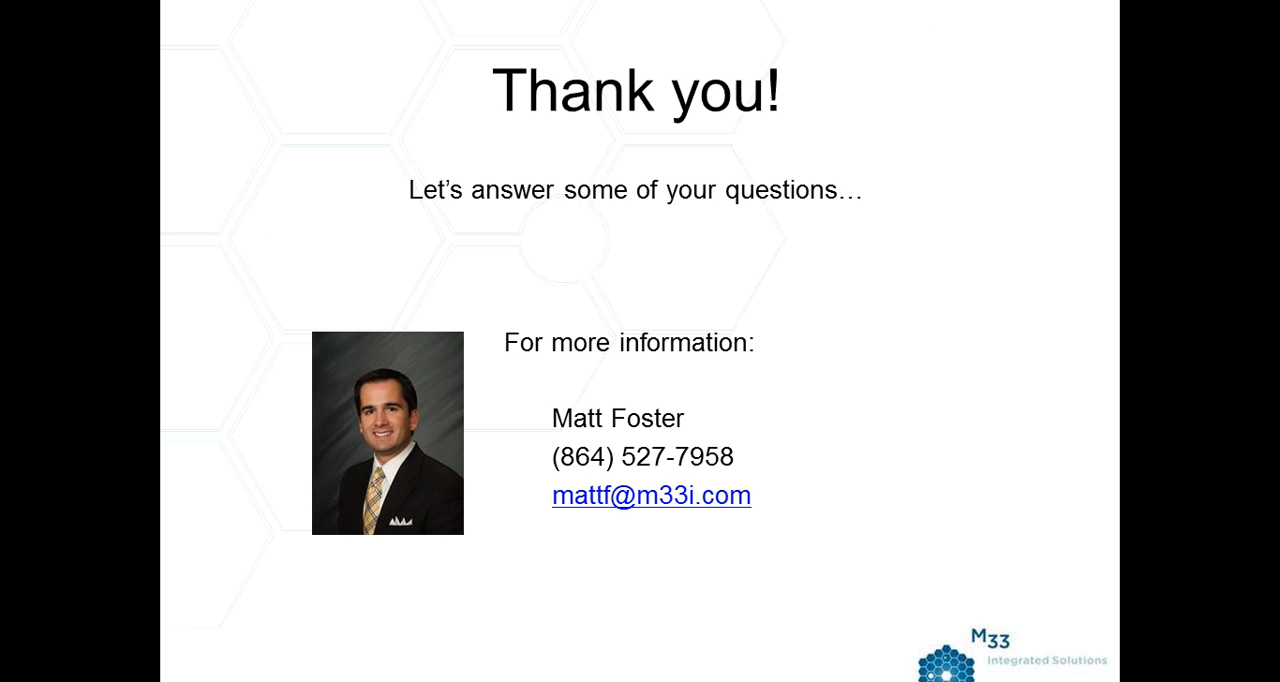 Thank you!
Let’s answer some of your questions…
For more information:
Matt Foster
(864) 527-7958
mattf@m33i.com
M33
Integrated Solutions